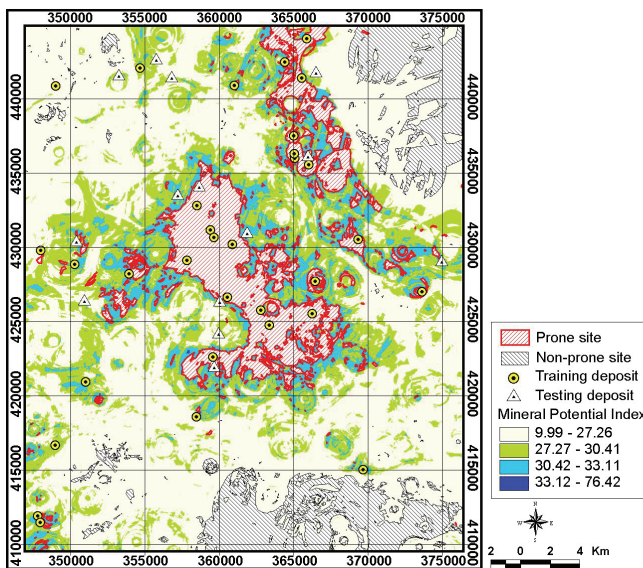 350000 355000 360000 365000 370000 375000
440000 435000 430000 425000 420000 415000 410000
440000 435000 430000 425000 420000 415000 410000
350000 355000 360000 365000 370000 375000
Prone site
Non-prone site
Training deposit
Testing deposit
Mineral Potential Index
9.99 - 27.26
27.27 - 30.41
30.42 - 33.11
33.12 - 76.42
N
W E
S
2 0 2 4 Km